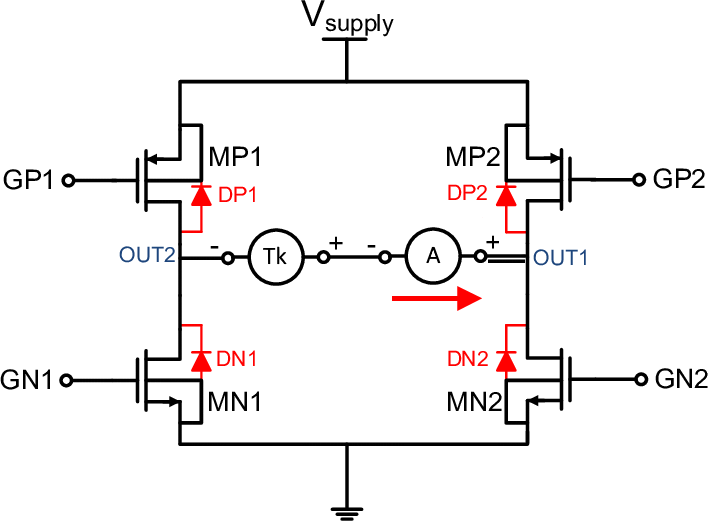 Vsupply
MP1
MP2
GP1
DP1
DP2
GP2
OUT2
-
Tk
+
-
A
+
OUT1
GN1
DN1
DN2
GN2
MN1
MN2